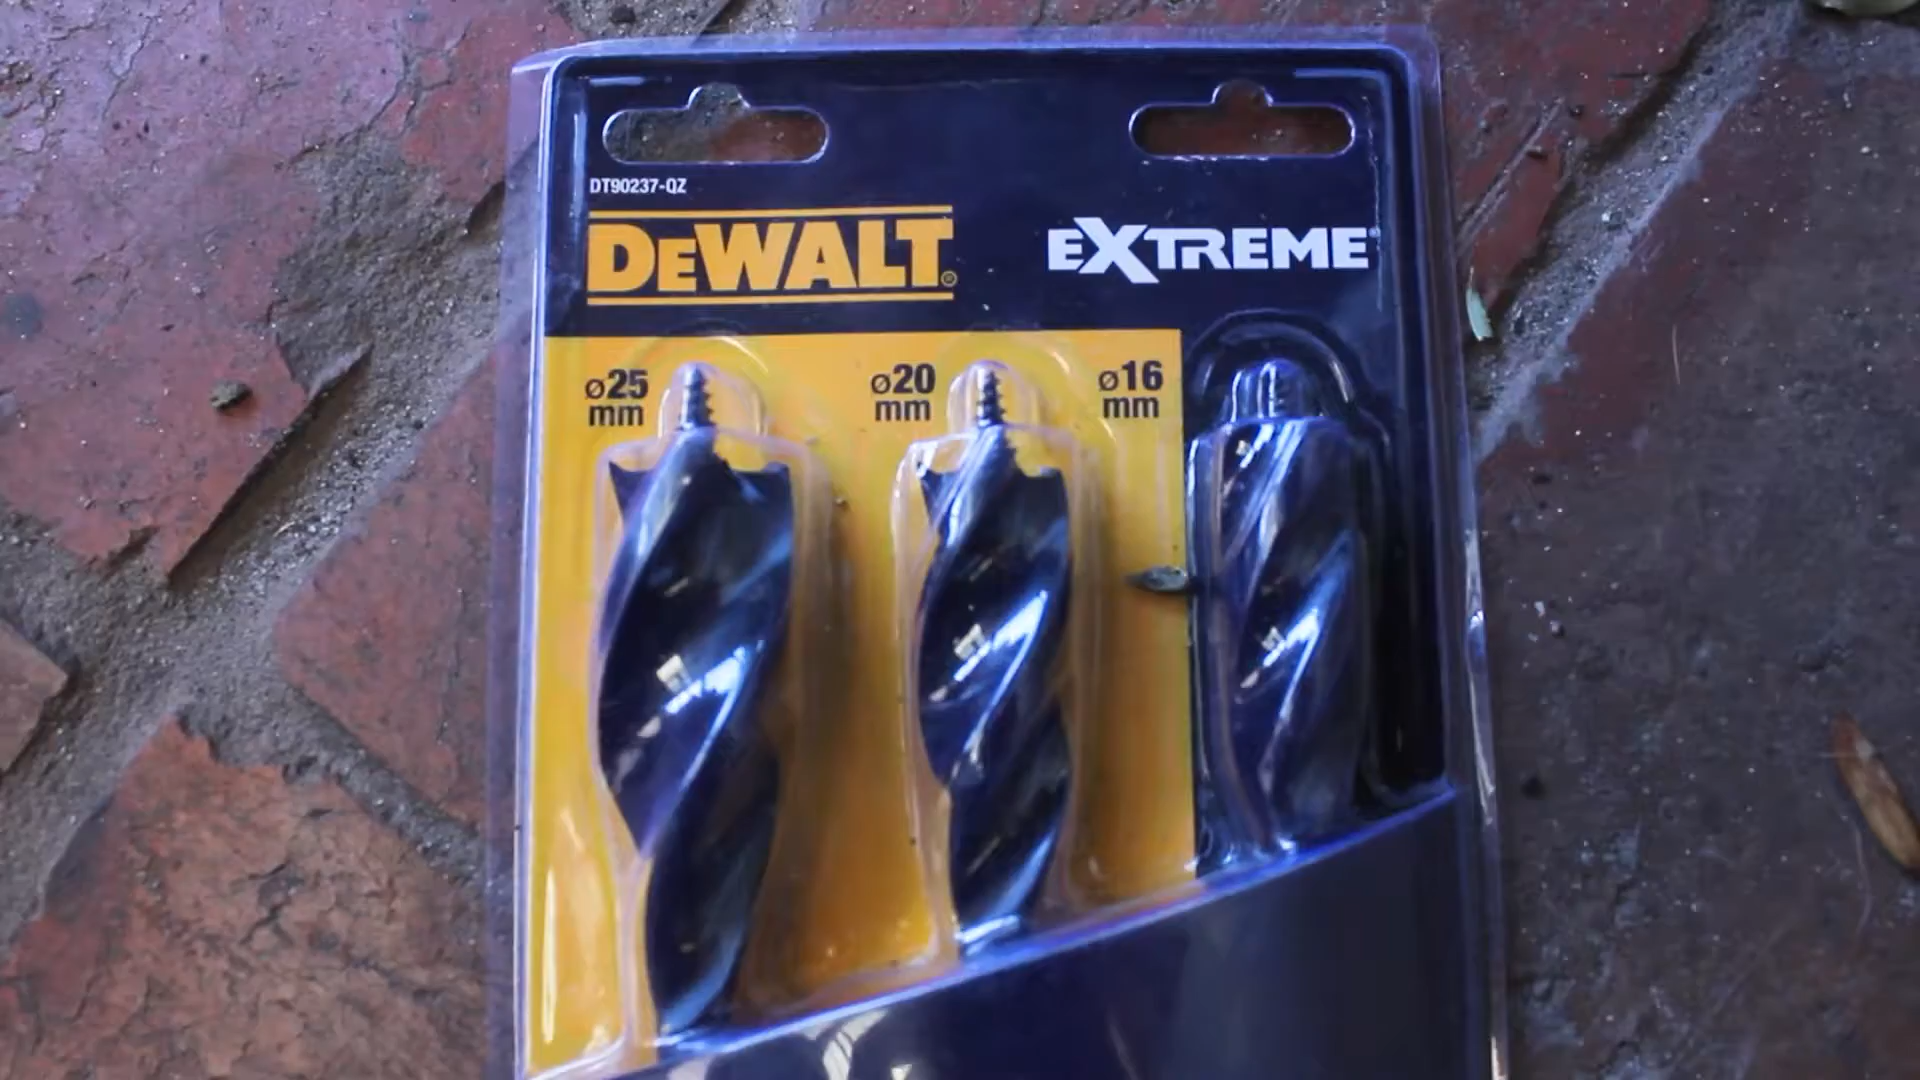 DT90237-QZ
DEWALT®
EXTREME®
ø25
mm
ø20
mm
ø16
mm